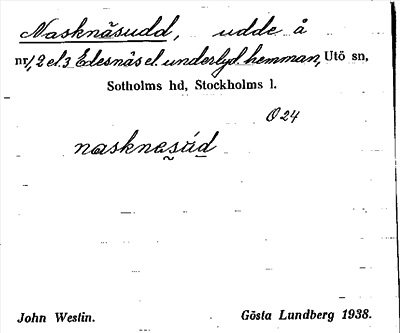 Nasknäsudd, udde å
nr 1, 2 el. 3 Edesnäs el. underlyd. hemman, Utö sn,
Sotholms hd, Stockholms l.
O 24
nasknesúd
John Westin. Gösta Lundberg 1938.